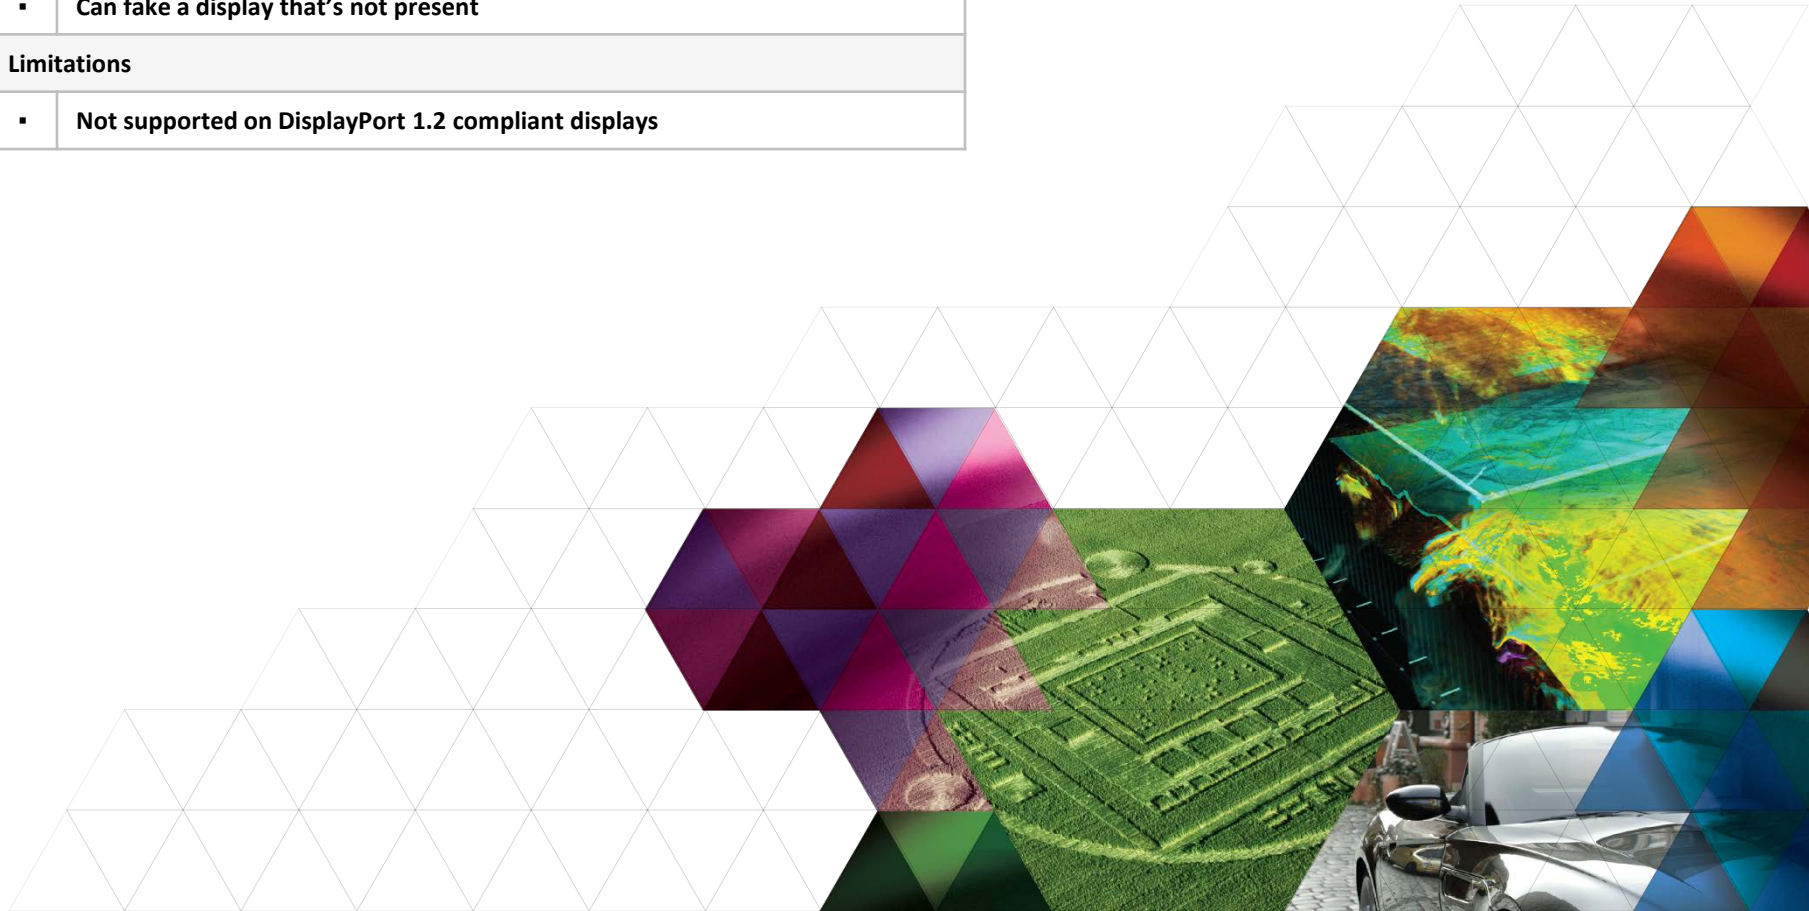 ▪ Can fake a display that’s not present
Limitations
▪ Not supported on DisplayPort 1.2 compliant displays